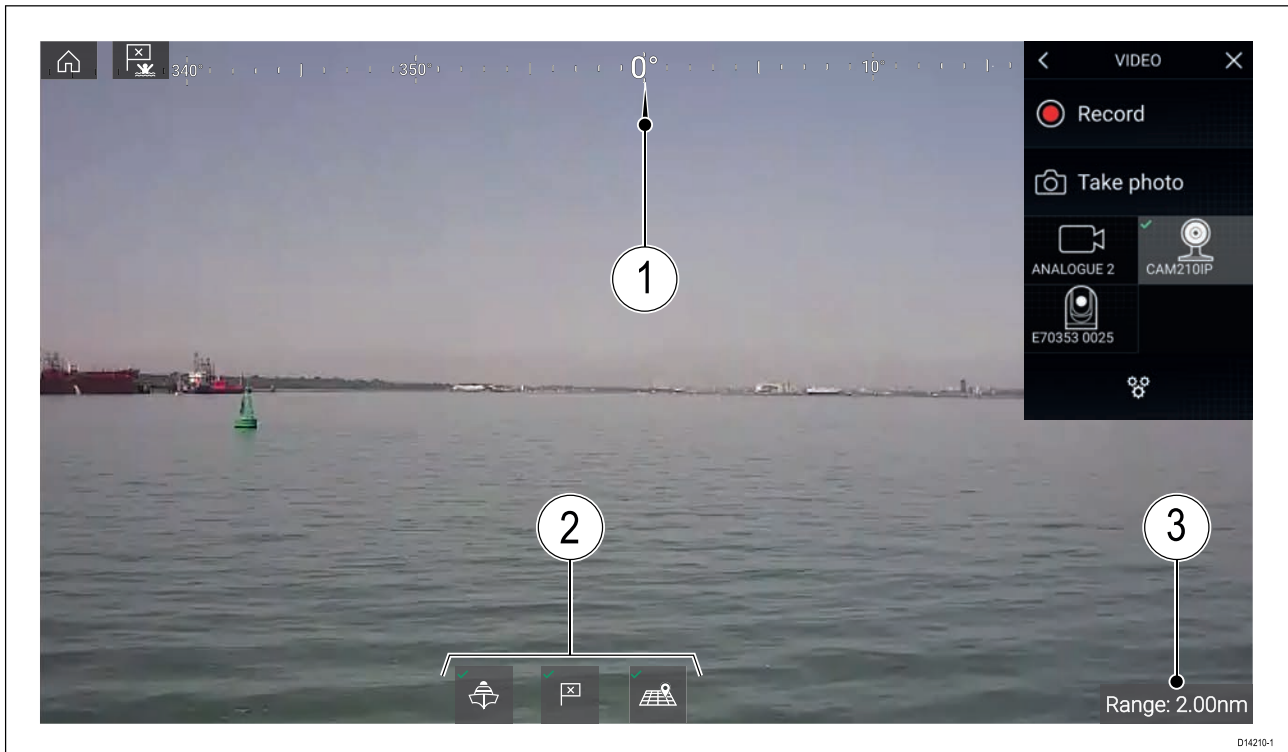 340° 350° 0° 10°
VIDEO
Record
Take photo
ANALOGUE 2 CAM210IP
E70353 0025
1
2
3
Range: 2.00nm
D14210-1